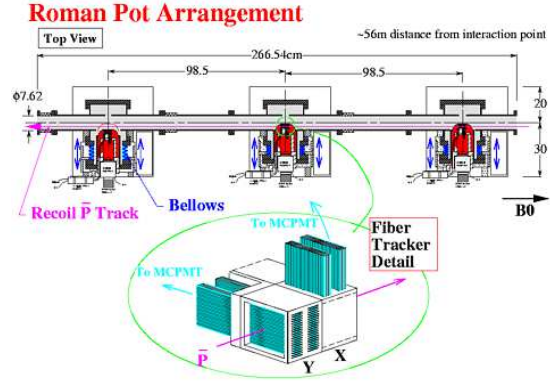 Roman Pot Arrangement
Top View
~56m distance from interaction point
266.54cm
98.5
98.5
ϕ7.62
20
30
Recoil P̅ Track
Bellows
B0
To MCPMT
Fiber
Tracker
Detail
To MCPMT
P̅
Y
X